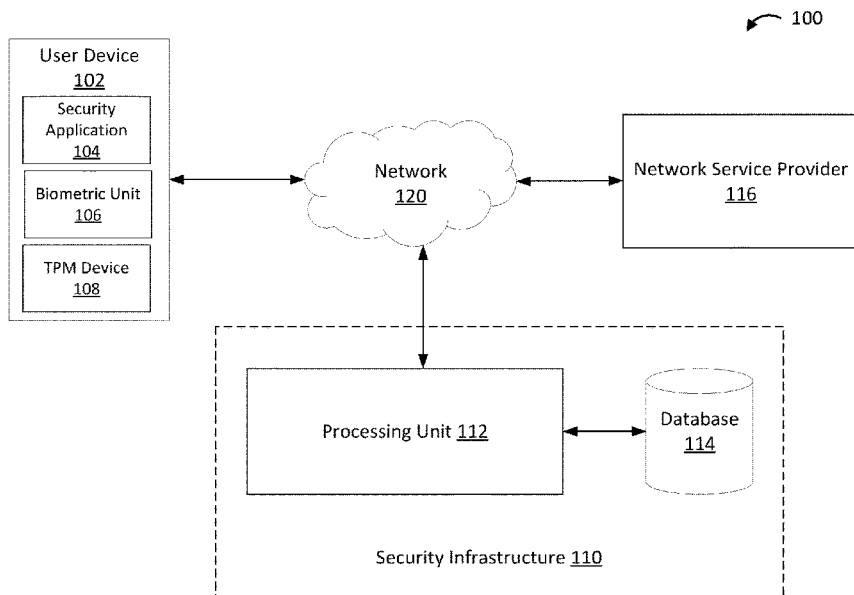 100
User Device
102
Security
Application
104
Biometric Unit
106
TPM Device
108
Network
120
Network Service Provider
116
Processing Unit 112
Database
114
Security Infrastructure 110